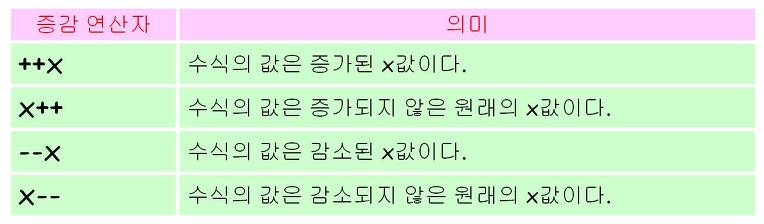 증감 연산자 의미
++x 수식의 값은 증가된 x값이다.
x++ 수식의 값은 증가되지 않은 원래의 x값이다.
--x 수식의 값은 감소된 x값이다.
x-- 수식의 값은 감소되지 않은 원래의 x값이다.